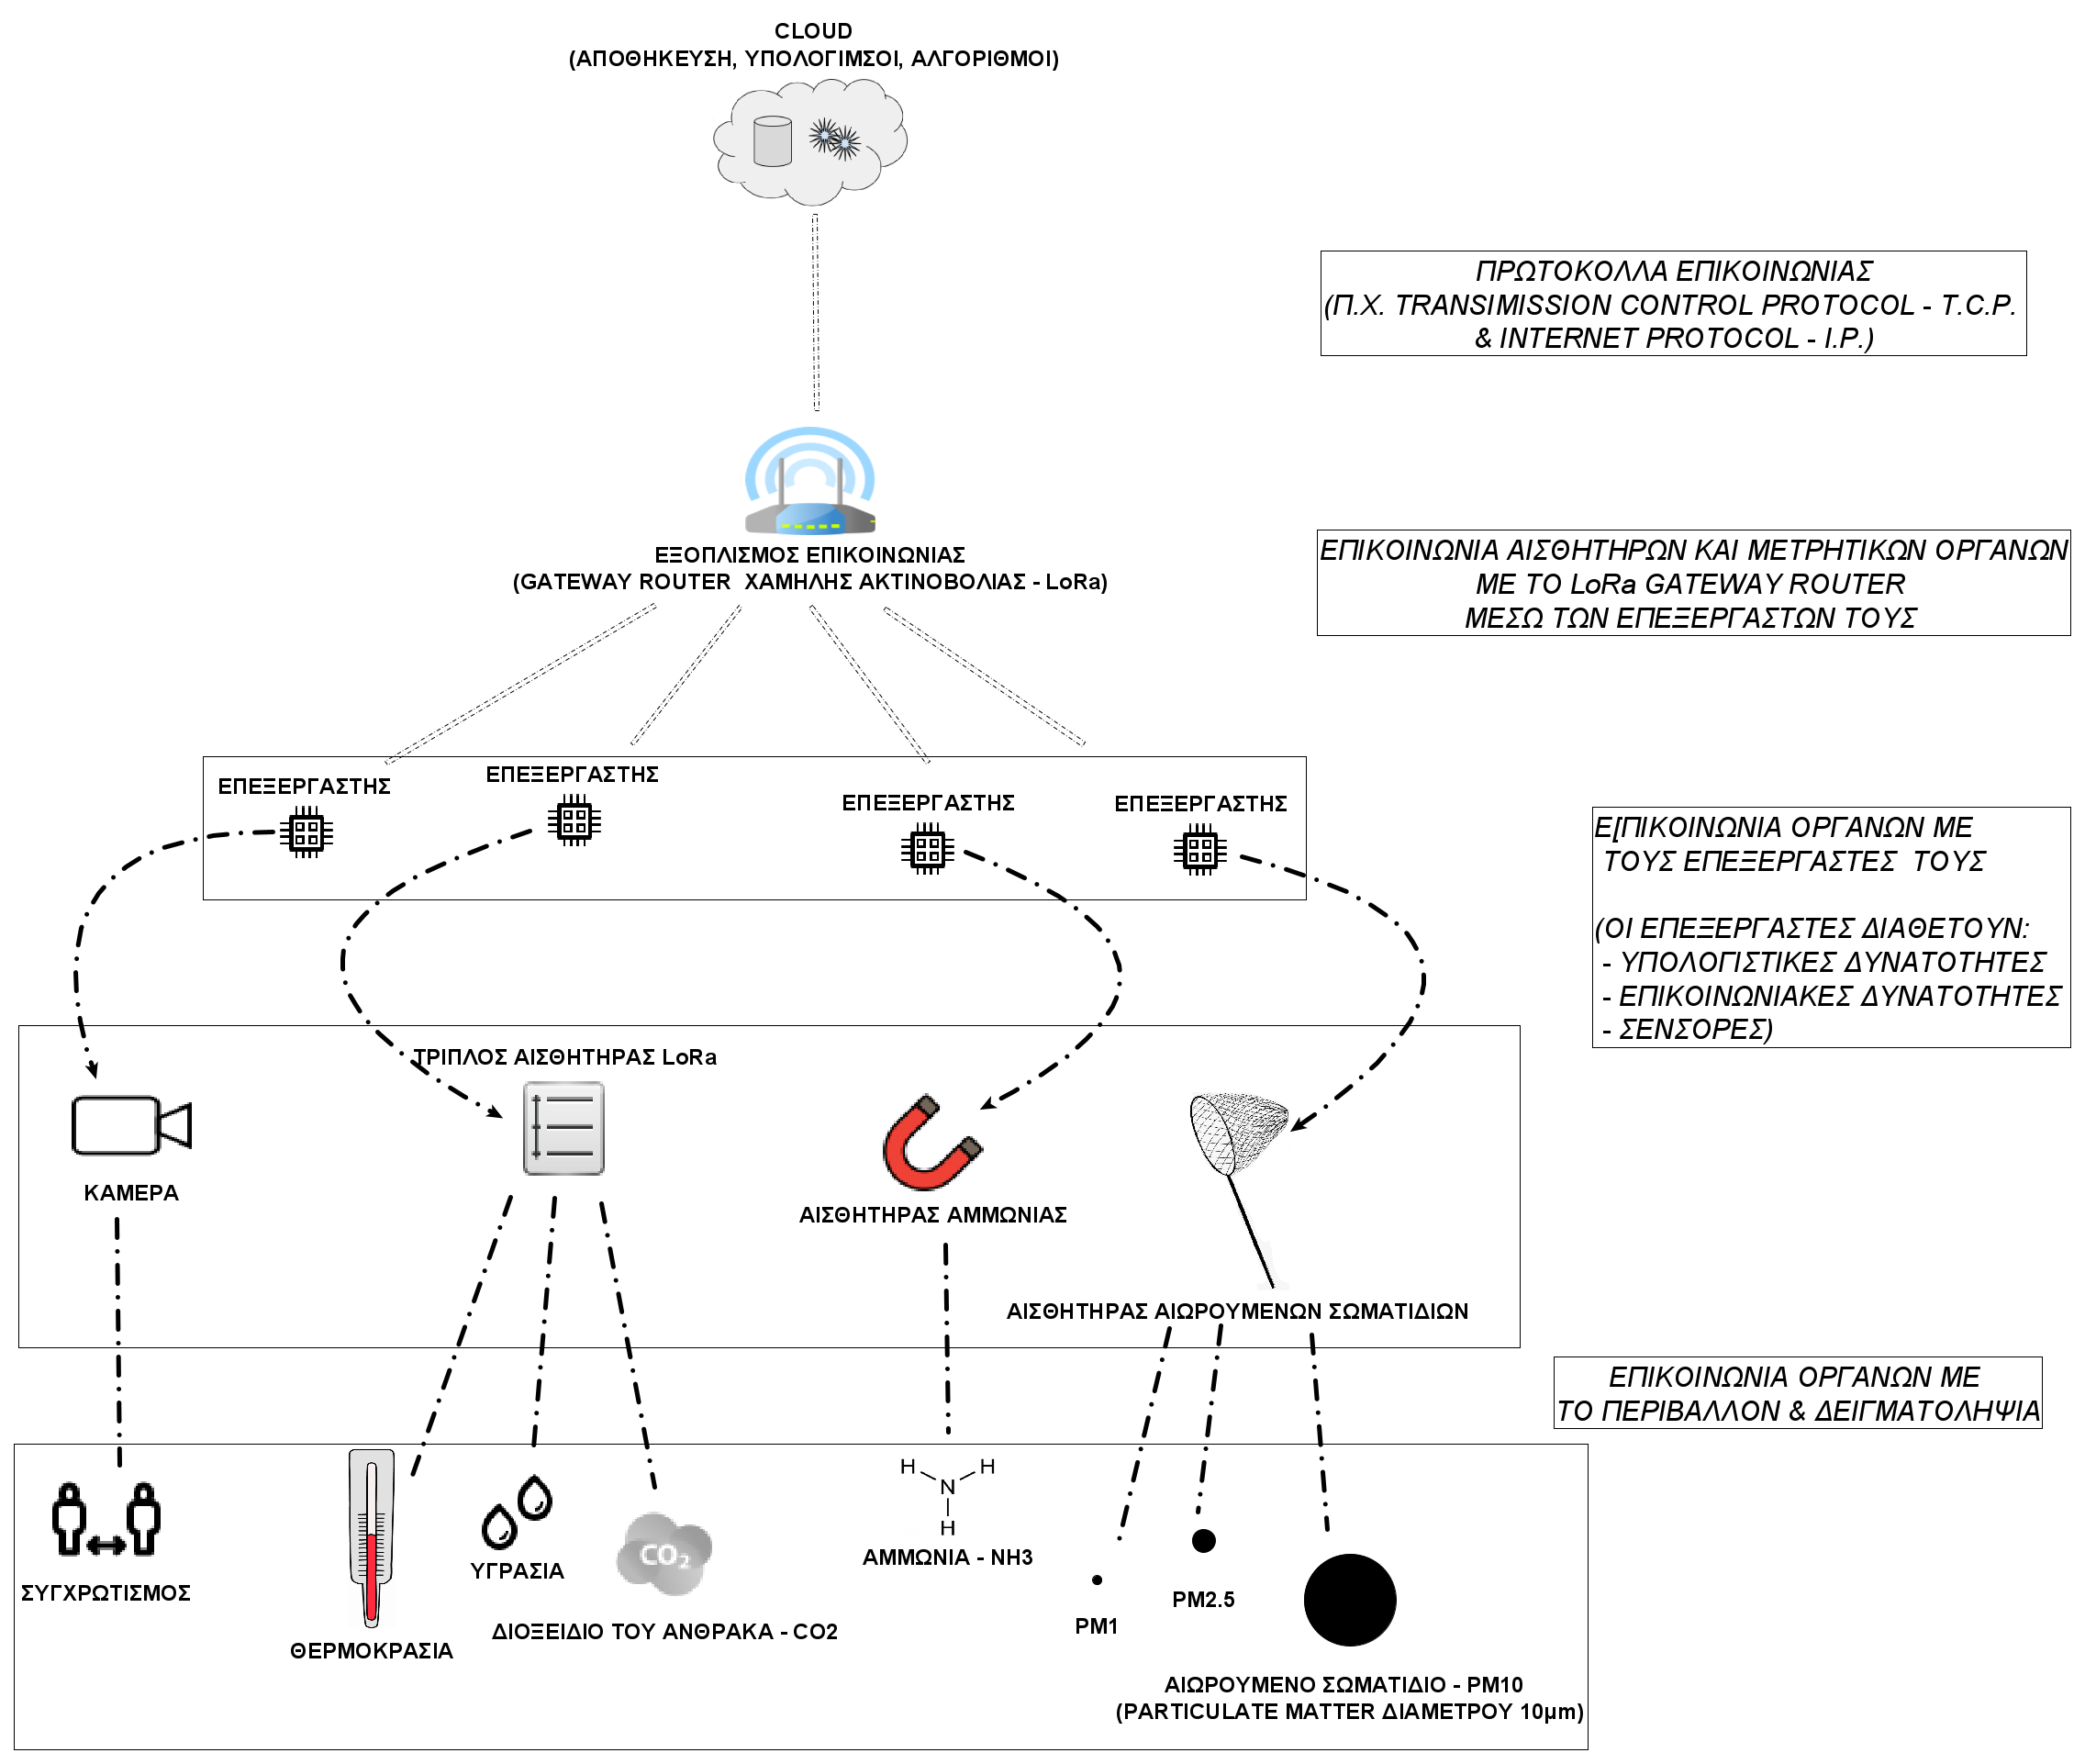 CLOUD
(ΑΠΟΘΗΚΕΥΣΗ, ΥΠΟΛΟΓΙΜΣΟΙ, ΑΛΓΟΡΙΘΜΟΙ)
ΠΡΩΤΟΚΟΛΛΑ ΕΠΙΚΟΙΝΩΝΙΑΣ
(Π.Χ. TRANSIMISSION CONTROL PROTOCOL - T.C.P.
& INTERNET PROTOCOL - I.P.)
ΕΞΟΠΛΙΣΜΟΣ ΕΠΙΚΟΙΝΩΝΙΑΣ
(GATEWAY ROUTER  ΧΑΜΗΛΗΣ ΑΚΤΙΝΟΒΟΛΙΑΣ - LoRa)
ΕΠΙΚΟΙΝΩΝΙΑ ΑΙΣΘΗΤΗΡΩΝ ΚΑΙ ΜΕΤΡΗΤΙΚΩΝ ΟΡΓΑΝΩΝ
ΜΕ ΤΟ LoRa GATEWAY ROUTER
ΜΕΣΩ ΤΩΝ ΕΠΕΞΕΡΓΑΣΤΩΝ ΤΟΥΣ
ΕΠΕΞΕΡΓΑΣΤΗΣ
ΕΠΕΞΕΡΓΑΣΤΗΣ
ΕΠΕΞΕΡΓΑΣΤΗΣ
ΕΠΕΞΕΡΓΑΣΤΗΣ
Ε[ΠΙΚΟΙΝΩΝΙΑ ΟΡΓΑΝΩΝ ΜΕ
ΤΟΥΣ ΕΠΕΞΕΡΓΑΣΤΕΣ  ΤΟΥΣ
(ΟΙ ΕΠΕΞΕΡΓΑΣΤΕΣ ΔΙΑΘΕΤΟΥΝ:
- ΥΠΟΛΟΓΙΣΤΙΚΕΣ ΔΥΝΑΤΟΤΗΤΕΣ
- ΕΠΙΚΟΙΝΩΝΙΑΚΕΣ ΔΥΝΑΤΟΤΗΤΕΣ
- ΣΕΝΣΟΡΕΣ)
ΤΡΙΠΛΟΣ ΑΙΣΘΗΤΗΡΑΣ LoRa
ΚΑΜΕΡΑ
ΑΙΣΘΗΤΗΡΑΣ ΑΜΜΩΝΙΑΣ
ΑΙΣΘΗΤΗΡΑΣ ΑΙΩΡΟΥΜΕΝΩΝ ΣΩΜΑΤΙΔΙΩΝ
ΕΠΙΚΟΙΝΩΝΙΑ ΟΡΓΑΝΩΝ ΜΕ
ΤΟ ΠΕΡΙΒΑΛΛΟΝ & ΔΕΙΓΜΑΤΟΛΗΨΙΑ
H H
N
H
CO2
ΣΥΓΧΡΩΤΙΣΜΟΣ
ΘΕΡΜΟΚΡΑΣΙΑ
ΥΓΡΑΣΙΑ
ΔΙΟΞΕΙΔΙΟ ΤΟΥ ΑΝΘΡΑΚΑ - CO2
ΑΜΜΩΝΙΑ - NH3
PM1
PM2.5
ΑΙΩΡΟΥΜΕΝΟ ΣΩΜΑΤΙΔΙΟ - PM10
(PARTICULATE MATTER ΔΙΑΜΕΤΡΟΥ 10μm)